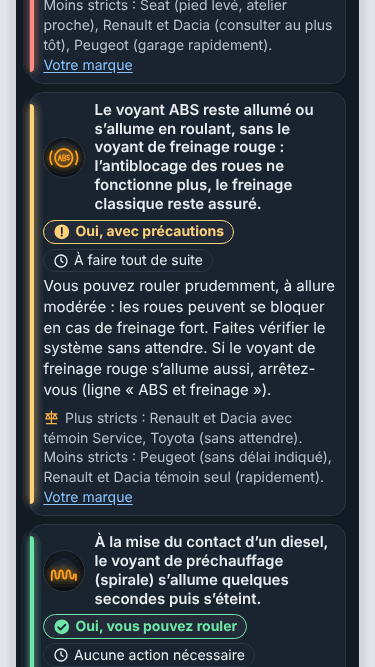 Moins stricts : Seat (pied levé, atelier
proche), Renault et Dacia (consulter au plus
tôt), Peugeot (garage rapidement).
Votre marque
Le voyant ABS reste allumé ou
s’allume en roulant, sans le
voyant de freinage rouge :
l’antiblocage des roues ne
fonctionne plus, le freinage
classique reste assuré.
ABS
Oui, avec précautions
À faire tout de suite
Vous pouvez rouler prudemment, à allure
modérée : les roues peuvent se bloquer
en cas de freinage fort. Faites vérifier le
système sans attendre. Si le voyant de
freinage rouge s’allume aussi, arrêtez-
vous (ligne « ABS et freinage »).
Plus stricts : Renault et Dacia avec
témoin Service, Toyota (sans attendre).
Moins stricts : Peugeot (sans délai indiqué),
Renault et Dacia témoin seul (rapidement).
Votre marque
À la mise du contact d’un diesel,
le voyant de préchauffage
(spirale) s’allume quelques
secondes puis s’éteint.
Oui, vous pouvez rouler
Aucune action nécessaire